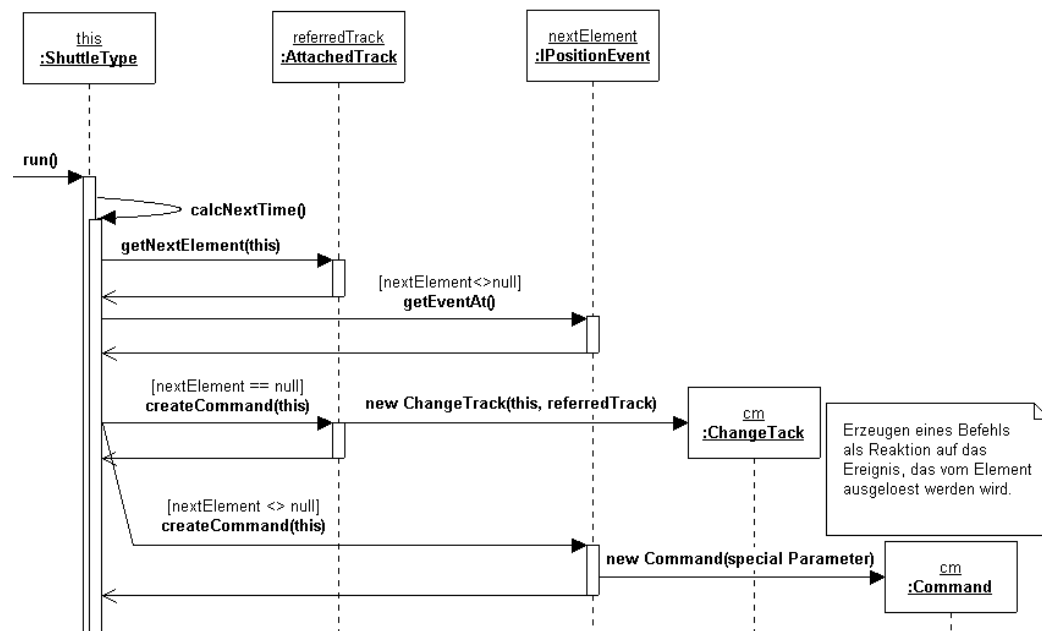 this
:ShuttleType
referredTrack
:AttachedTrack
nextElement
:IPositionEvent
run()
calcNextTime()
getNextElement(this)
[nextElement<>null]
getEventAt()
[nextElement == null]
createCommand(this)
new ChangeTrack(this, referredTrack)
cm
:ChangeTack
Erzeugen eines Befehls
als Reaktion auf das
Ereignis, das vom Element
ausgeloest werden wird.
[nextElement <> null]
createCommand(this)
new Command(special Parameter)
cm
:Command